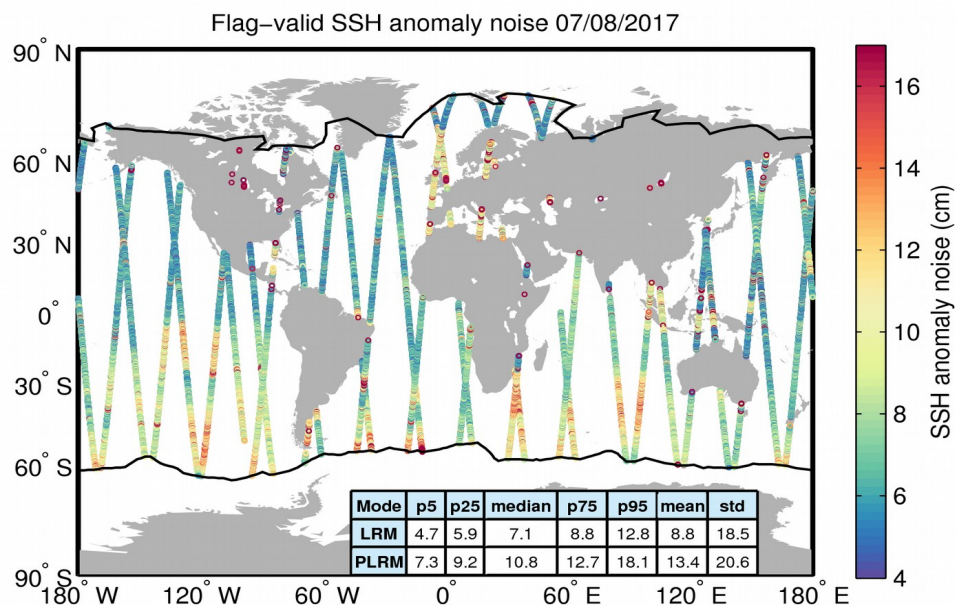 Flag−valid SSH anomaly noise 07/08/2017
90° N
60° N
30° N
0°
30° S
60° S
90° S
180° W 120° W 60° W 0° 60° E 120° E 180° E
Mode p5 p25 median p75 p95 mean std
LRM 4.7 5.9 7.1 8.8 12.8 8.8 18.5
PLRM 7.3 9.2 10.8 12.7 18.1 13.4 20.6
16
14
12
10
8
6
4
SSH anomaly noise (cm)